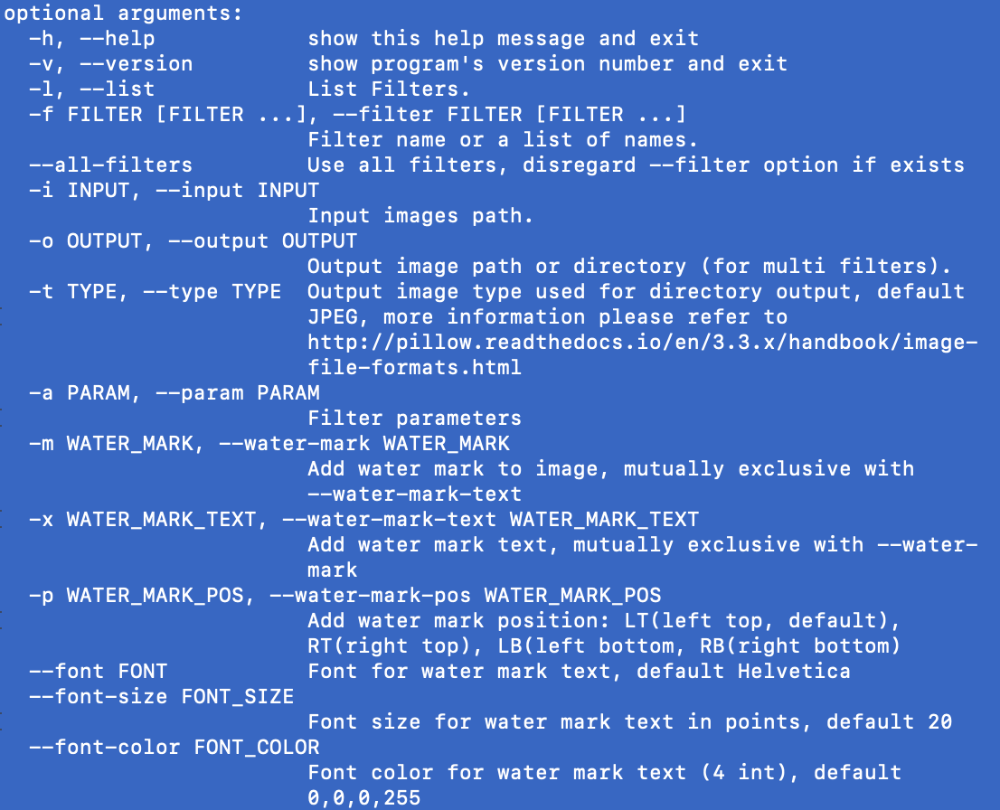 optional arguments:
-h, --help show this help message and exit
-v, --version show program's version number and exit
-l, --list List Filters.
-f FILTER [FILTER ...], --filter FILTER [FILTER ...]
Filter name or a list of names.
--all-filters Use all filters, disregard --filter option if exists
-i INPUT, --input INPUT
Input images path.
-o OUTPUT, --output OUTPUT
Output image path or directory (for multi filters).
-t TYPE, --type TYPE Output image type used for directory output, default
JPEG, more information please refer to
http://pillow.readthedocs.io/en/3.3.x/handbook/image-
file-formats.html
-a PARAM, --param PARAM
Filter parameters
-m WATER_MARK, --water-mark WATER_MARK
Add water mark to image, mutually exclusive with
--water-mark-text
-x WATER_MARK_TEXT, --water-mark-text WATER_MARK_TEXT
Add water mark text, mutually exclusive with --water-
mark
-p WATER_MARK_POS, --water-mark-pos WATER_MARK_POS
Add water mark position: LT(left top, default),
RT(right top), LB(left bottom, RB(right bottom)
--font FONT Font for water mark text, default Helvetica
--font-size FONT_SIZE
Font size for water mark text in points, default 20
--font-color FONT_COLOR
Font color for water mark text (4 int), default
0,0,0,255